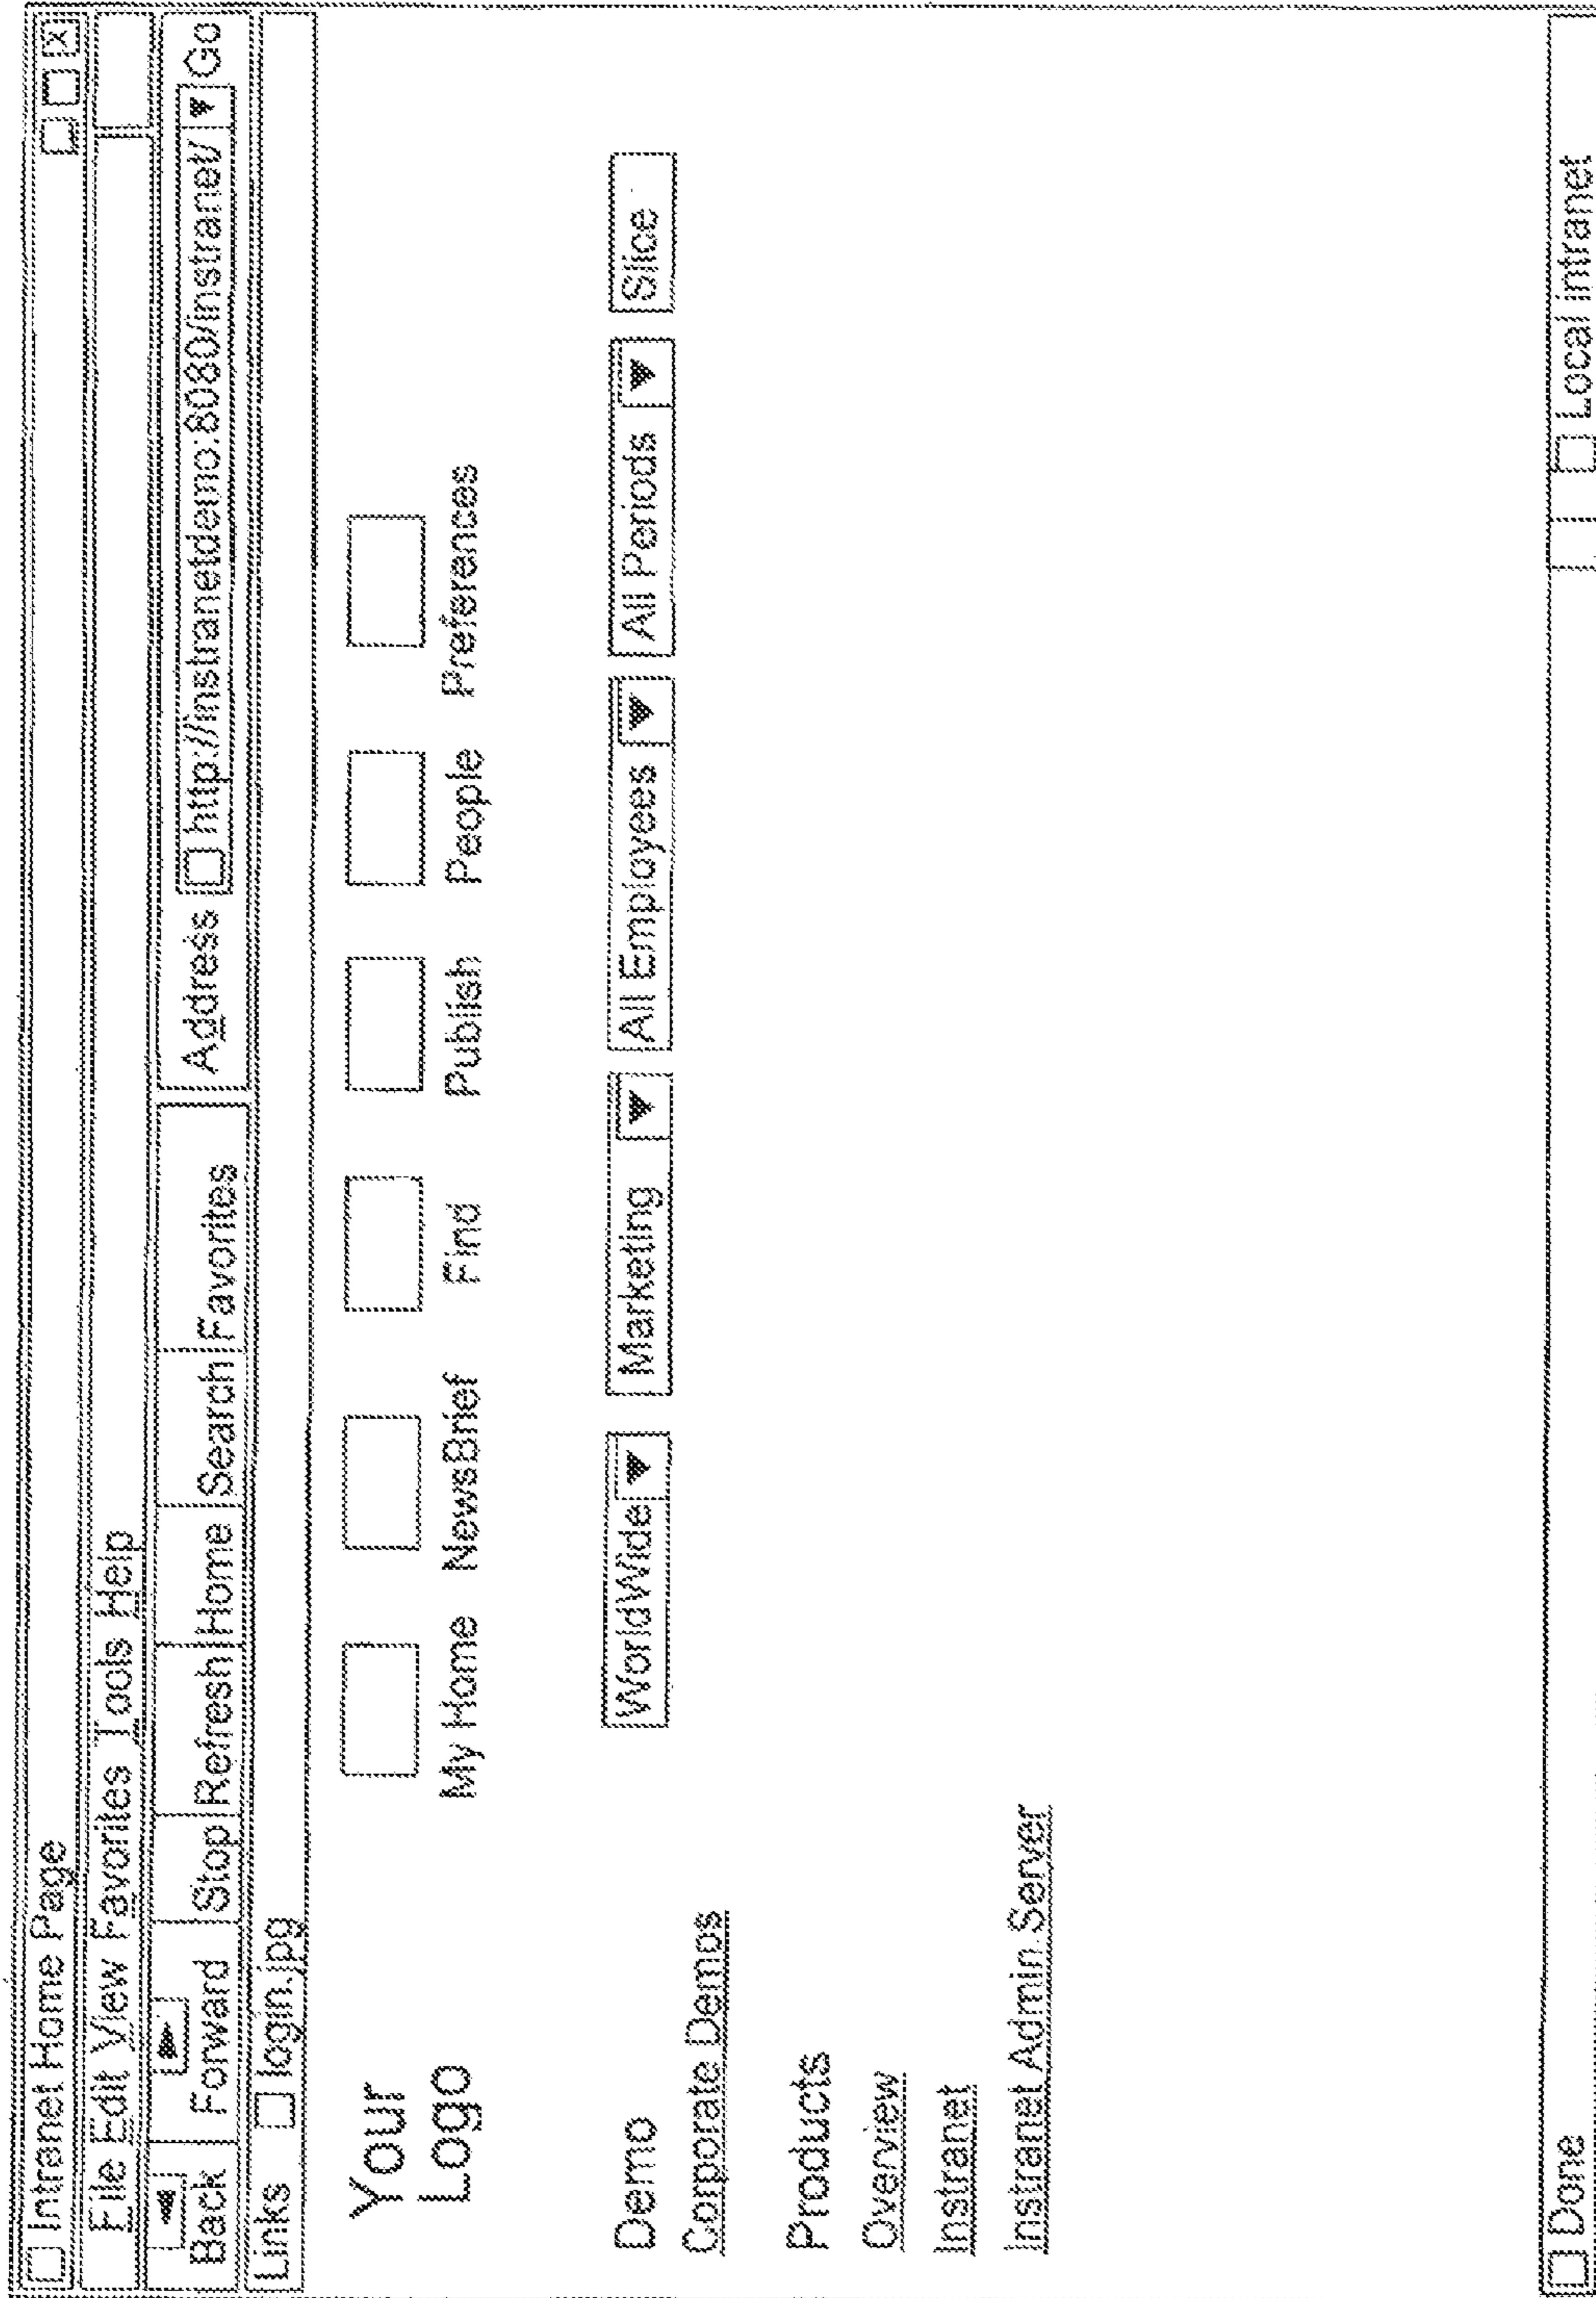 Intranet Home Page
File Edit View Favorites Tools Help
Back Forward Stop Refresh Home Search Favorites Address http://instranetdemo:8080/instranet/ Go
Links login.jpg
Your
Logo
My Home NewsBrief Find Publish People Preferences
WorldWide Marketing All Employees All Periods Slice
Demo
Corporate Demos
Products
Overview
Instranet
Instranet Admin Server
Done Local intranet